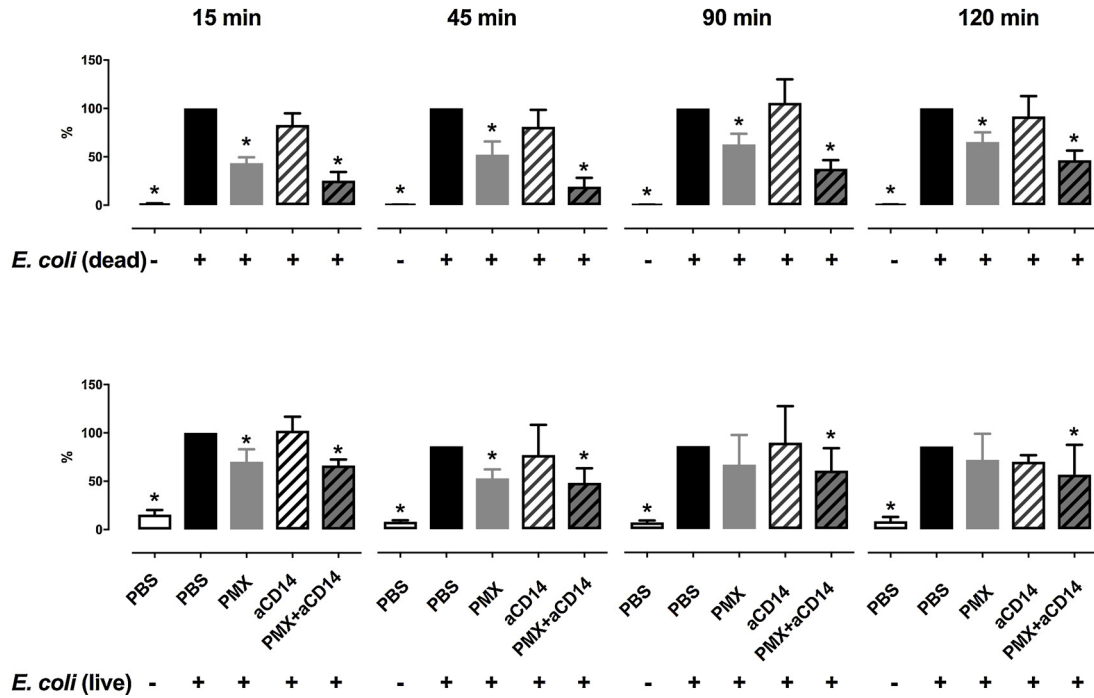 15 min 45 min 90 min 120 min
150
100
50
0
%
* * * * * * * * * * * *
E. coli (dead) - + + + + - + + + + - + + + + - + + + +
150
100
50
0
%
* * * * * * * * * *
PBS PBS PMX aCD14 PMX+aCD14 PBS PBS PMX aCD14 PMX+aCD14 PBS PBS PMX aCD14 PMX+aCD14 PBS PBS PMX aCD14 PMX+aCD14
E. coli (live) - + + + + - + + + + - + + + + - + + + +